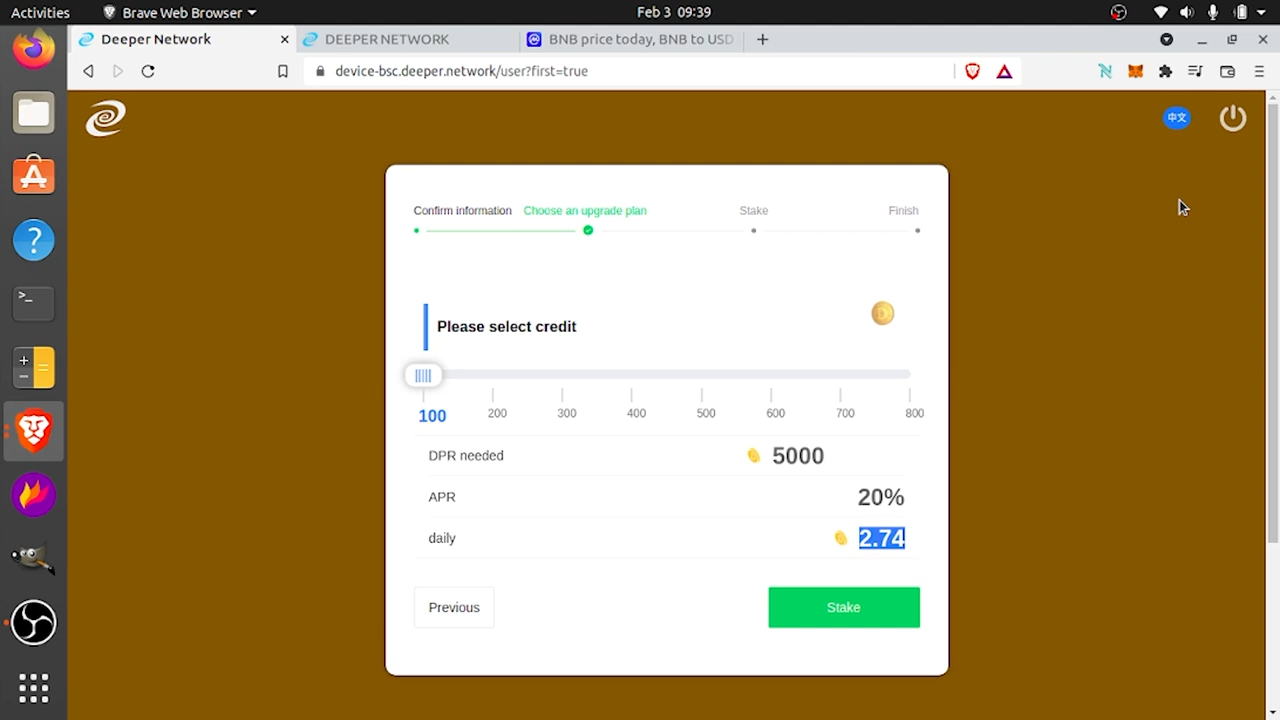 Activities
Brave Web Browser
Feb 3 09:39
Deeper Network
DEEPER NETWORK
BNB price today, BNB to USD
device-bsc.deeper.network/user?first=true
中文
Confirm information
Choose an upgrade plan
Stake
Finish
Please select credit
100 200 300 400 500 600 700 800
DPR needed 5000
APR 20%
daily 2.74
Previous
Stake